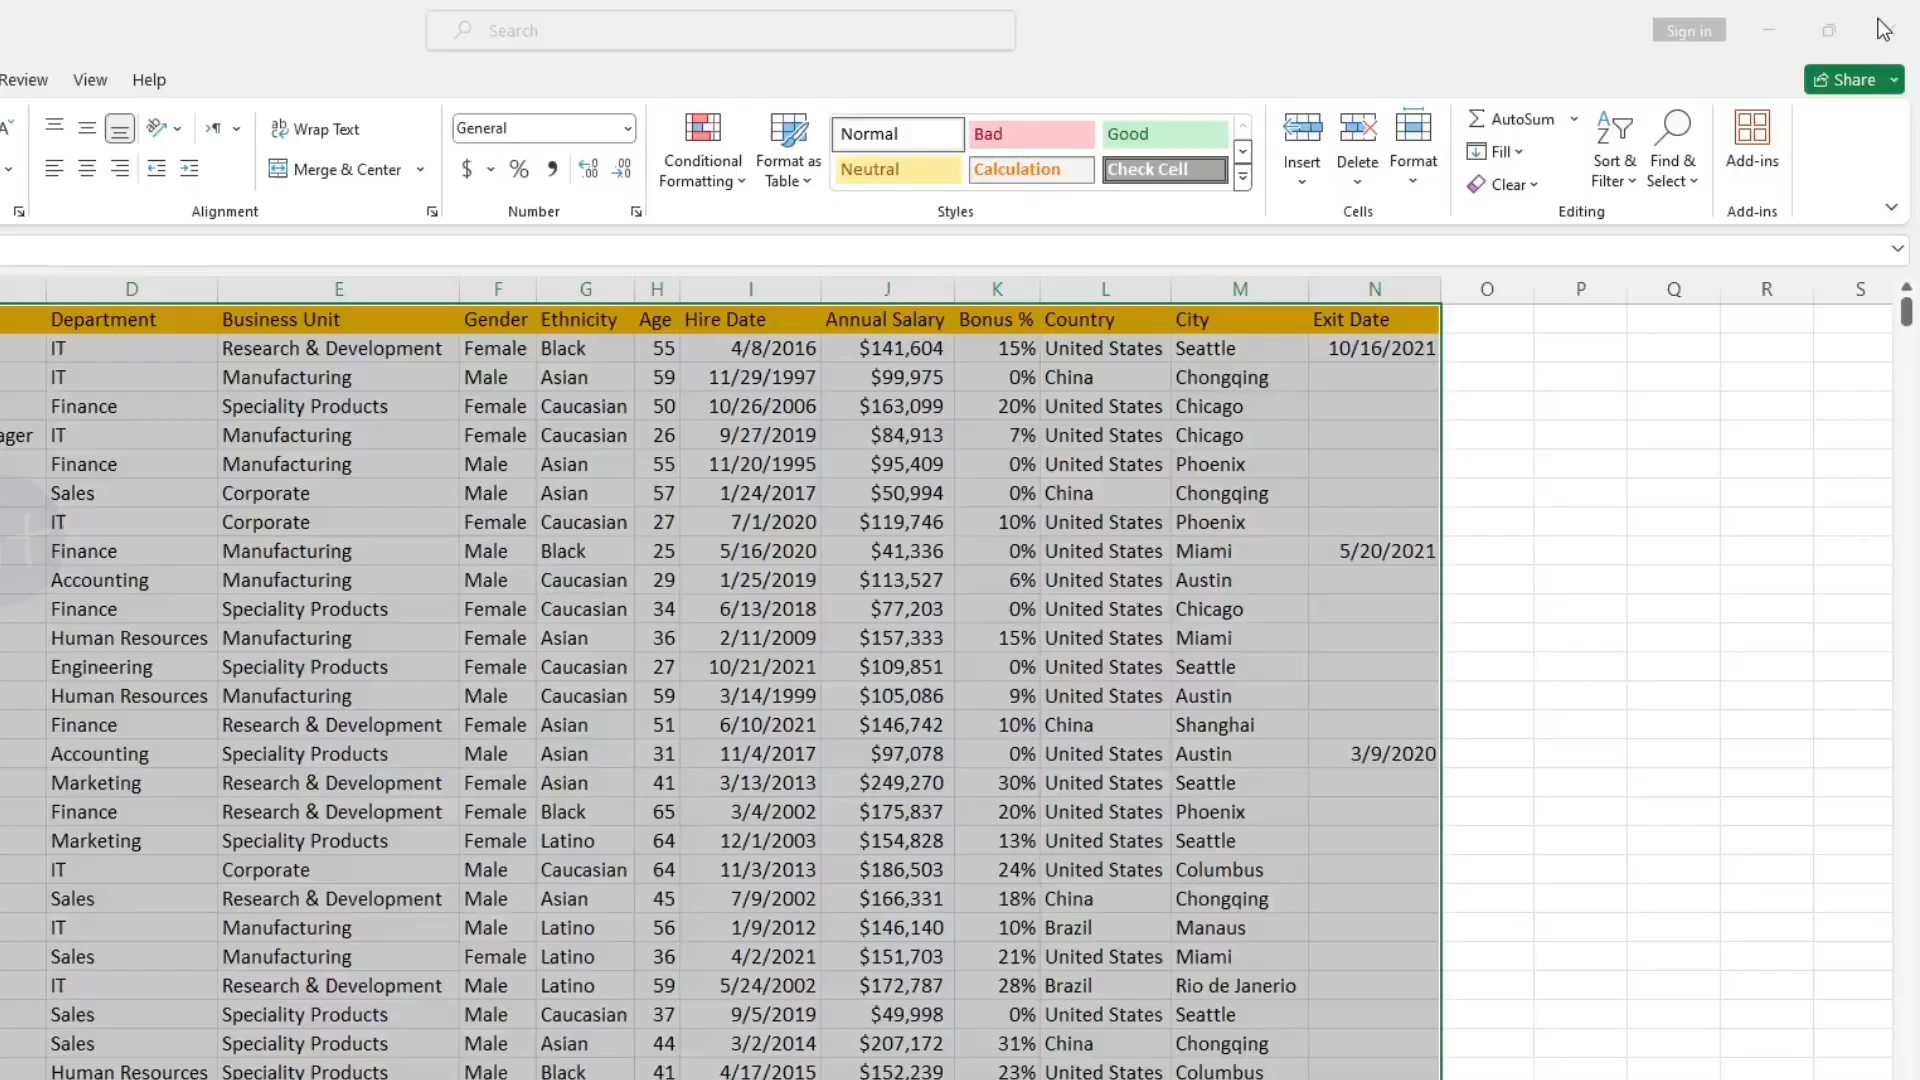 Search
Sign in
Review View Help
Share
Wrap Text
General
Conditional Formatting
Format as Table
Normal Bad Good
Neutral Calculation Check Cell
Insert Delete Format
AutoSum
Fill
Clear
Sort & Filter
Find & Select
Add-ins
Merge & Center
$ % 9 .00
Alignment Number Styles Cells Editing Add-ins
D E F G H I J K L M N O P Q R S
Department Business Unit Gender Ethnicity Age Hire Date Annual Salary Bonus % Country City Exit Date
IT Research & Development Female Black 55 4/8/2016 $141,604 15% United States Seattle 10/16/2021
IT Manufacturing Male Asian 59 11/29/1997 $99,975 0% China Chongqing
Finance Speciality Products Female Caucasian 50 10/26/2006 $163,099 20% United States Chicago
ager IT Manufacturing Female Caucasian 26 9/27/2019 $84,913 7% United States Chicago
Finance Manufacturing Male Asian 55 11/20/1995 $95,409 0% United States Phoenix
Sales Corporate Male Asian 57 1/24/2017 $50,994 0% China Chongqing
IT Corporate Female Caucasian 27 7/1/2020 $119,746 10% United States Phoenix
Finance Manufacturing Male Black 25 5/16/2020 $41,336 0% United States Miami 5/20/2021
Accounting Manufacturing Male Caucasian 29 1/25/2019 $113,527 6% United States Austin
Finance Speciality Products Female Caucasian 34 6/13/2018 $77,203 0% United States Chicago
Human Resources Manufacturing Female Asian 36 2/11/2009 $157,333 15% United States Miami
Engineering Speciality Products Female Caucasian 27 10/21/2021 $109,851 0% United States Seattle
Human Resources Manufacturing Male Caucasian 59 3/14/1999 $105,086 9% United States Austin
Finance Research & Development Female Asian 51 6/10/2021 $146,742 10% China Shanghai
Accounting Speciality Products Male Asian 31 11/4/2017 $97,078 0% United States Austin 3/9/2020
Marketing Research & Development Female Asian 41 3/13/2013 $249,270 30% United States Seattle
Finance Research & Development Female Black 65 3/4/2002 $175,837 20% United States Phoenix
Marketing Speciality Products Female Latino 64 12/1/2003 $154,828 13% United States Seattle
IT Corporate Male Caucasian 64 11/3/2013 $186,503 24% United States Columbus
Sales Research & Development Male Asian 45 7/9/2002 $166,331 18% China Chongqing
IT Manufacturing Male Latino 56 1/9/2012 $146,140 10% Brazil Manaus
Sales Manufacturing Female Latino 36 4/2/2021 $151,703 21% United States Miami
IT Research & Development Male Latino 59 5/24/2002 $172,787 28% Brazil Rio de Janerio
Sales Speciality Products Male Caucasian 37 9/5/2019 $49,998 0% United States Seattle
Sales Speciality Products Male Asian 44 3/2/2014 $207,172 31% China Chongqing
Human Resources Speciality Products Male Black 41 4/17/2015 $152,239 23% United States Columbus